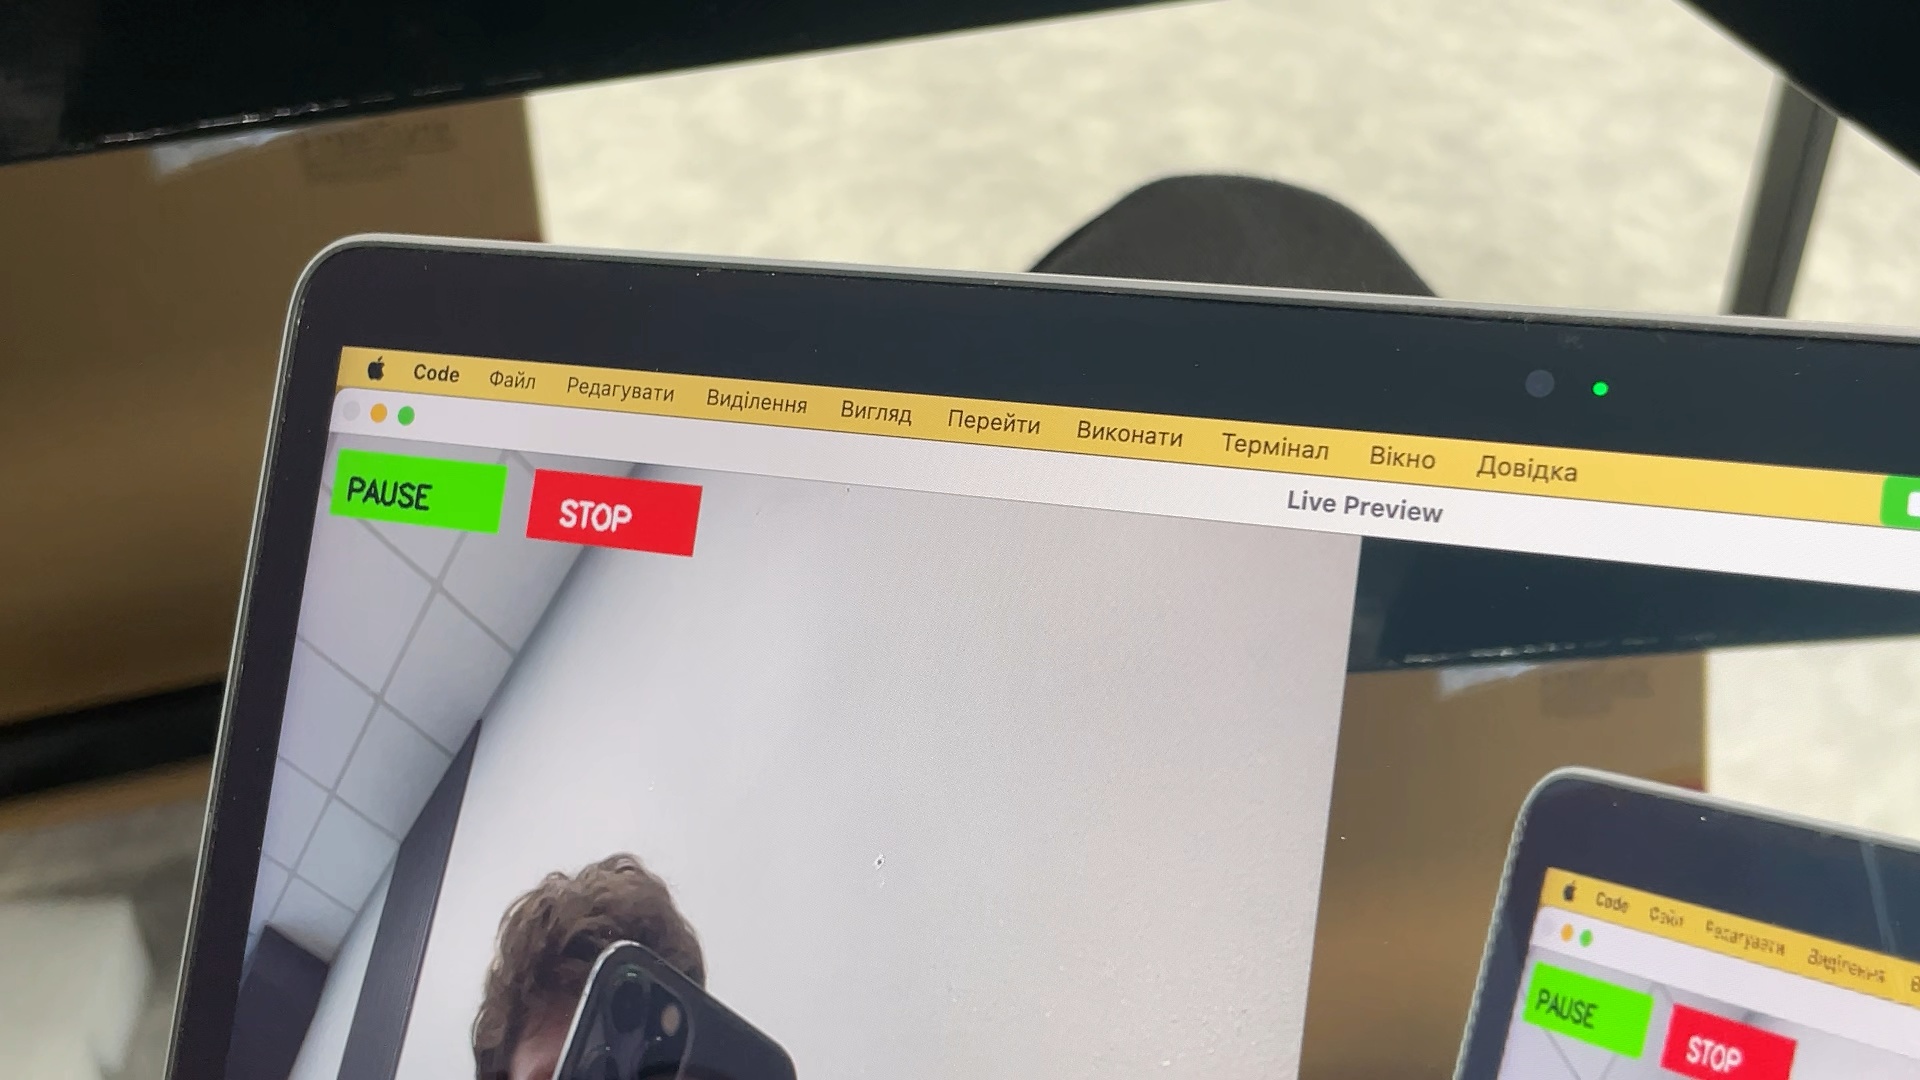 Code Файл Редагувати Виділення Вигляд Перейти Виконати Термінал Вікно Довідка
Live Preview
PAUSE STOP
Code Файл Редагувати Виділення
PAUSE STOP